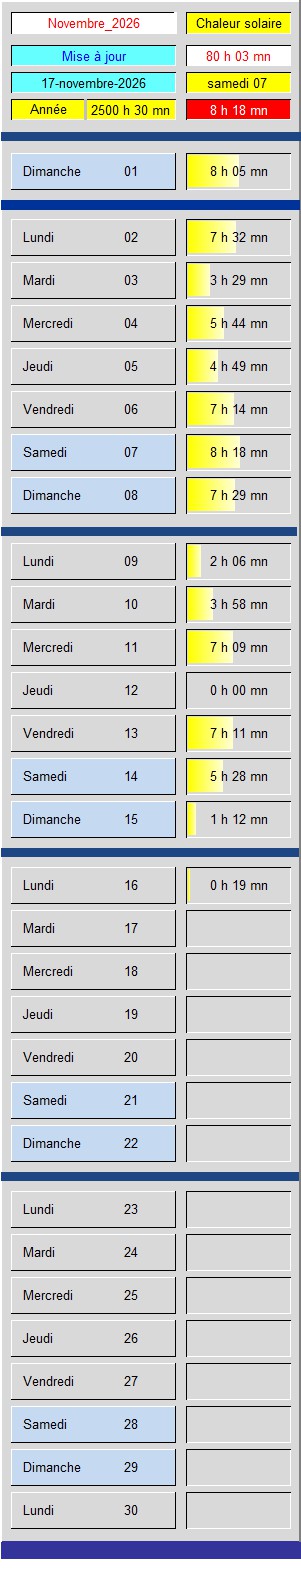 Novembre_2026 Chaleur solaire
Mise à jour 80 h 03 mn
17-novembre-2026 samedi 07
Année 2500 h 30 mn 8 h 18 mn
Dimanche 01 8 h 05 mn
Lundi 02 7 h 32 mn
Mardi 03 3 h 29 mn
Mercredi 04 5 h 44 mn
Jeudi 05 4 h 49 mn
Vendredi 06 7 h 14 mn
Samedi 07 8 h 18 mn
Dimanche 08 7 h 29 mn
Lundi 09 2 h 06 mn
Mardi 10 3 h 58 mn
Mercredi 11 7 h 09 mn
Jeudi 12 0 h 00 mn
Vendredi 13 7 h 11 mn
Samedi 14 5 h 28 mn
Dimanche 15 1 h 12 mn
Lundi 16 0 h 19 mn
Mardi 17
Mercredi 18
Jeudi 19
Vendredi 20
Samedi 21
Dimanche 22
Lundi 23
Mardi 24
Mercredi 25
Jeudi 26
Vendredi 27
Samedi 28
Dimanche 29
Lundi 30